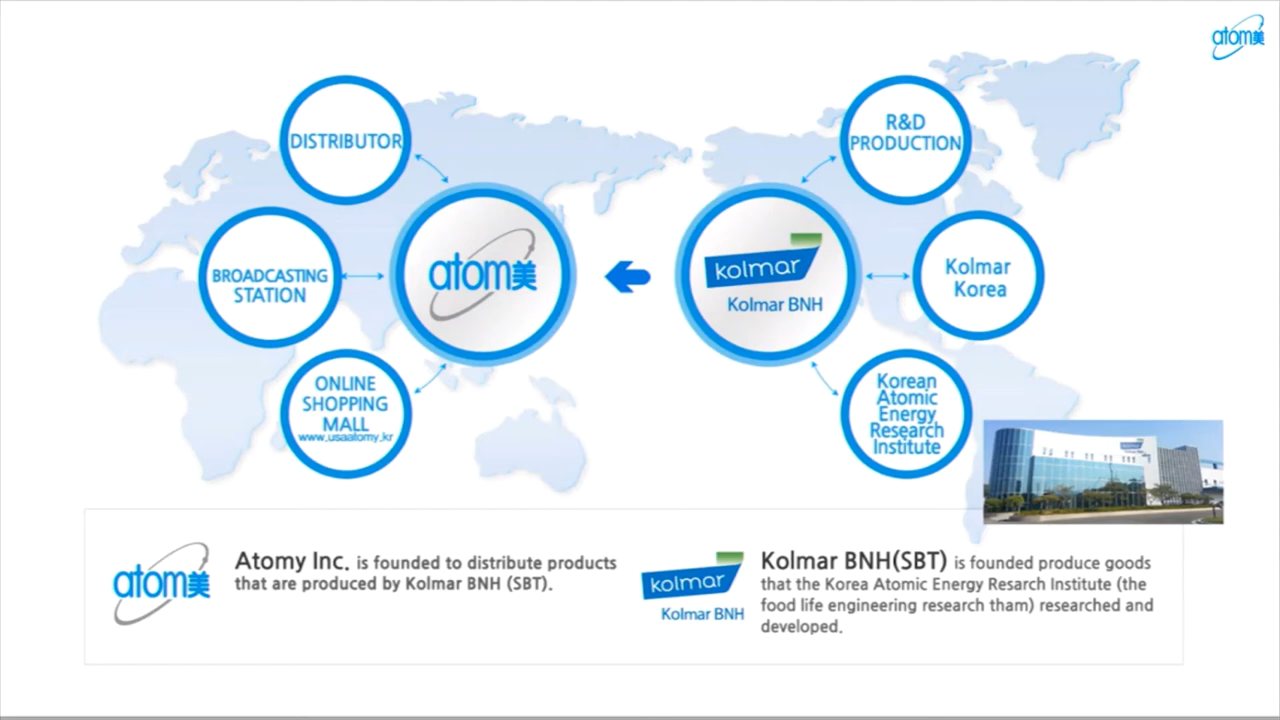 atom美
DISTRIBUTOR
BROADCASTING
STATION
ONLINE
SHOPPING
MALL
www.usaatomy.kr
atom美
kolmar
Kolmar BNH
R&D
PRODUCTION
Kolmar
Korea
Korean
Atomic
Energy
Research
Institute
kolmar
atom美
Atomy Inc. is founded to distribute products
that are produced by Kolmar BNH (SBT).
kolmar
Kolmar BNH
Kolmar BNH(SBT) is founded produce goods
that the Korea Atomic Energy Resarch Institute (the
food life engineering research tham) researched and
developed.